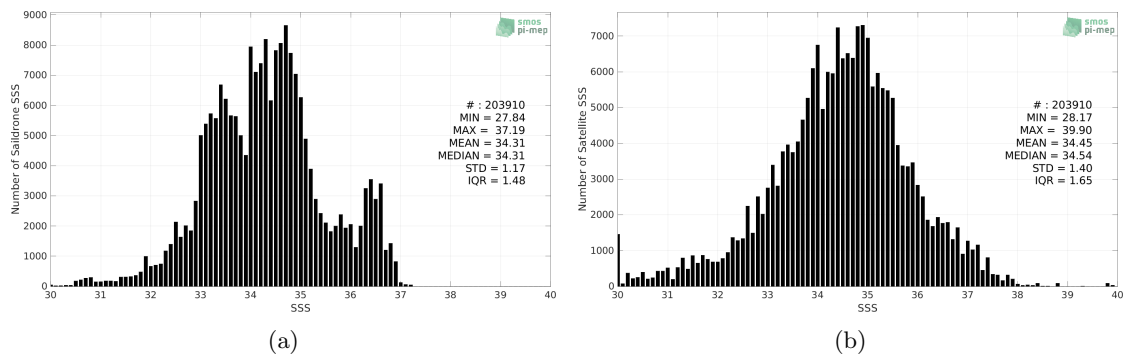 9000
8000
7000
6000
5000
4000
3000
2000
1000
0
Number of Saildrone SSS
30 31 32 33 34 35 36 37 38 39 40
SSS
smos
pi-mep
# : 203910
MIN = 27.84
MAX = 37.19
MEAN = 34.31
MEDIAN = 34.31
STD = 1.17
IQR = 1.48
(a)
7000
6000
5000
4000
3000
2000
1000
0
Number of Satellite SSS
30 31 32 33 34 35 36 37 38 39 40
SSS
smos
pi-mep
# : 203910
MIN = 28.17
MAX = 39.90
MEAN = 34.45
MEDIAN = 34.54
STD = 1.40
IQR = 1.65
(b)